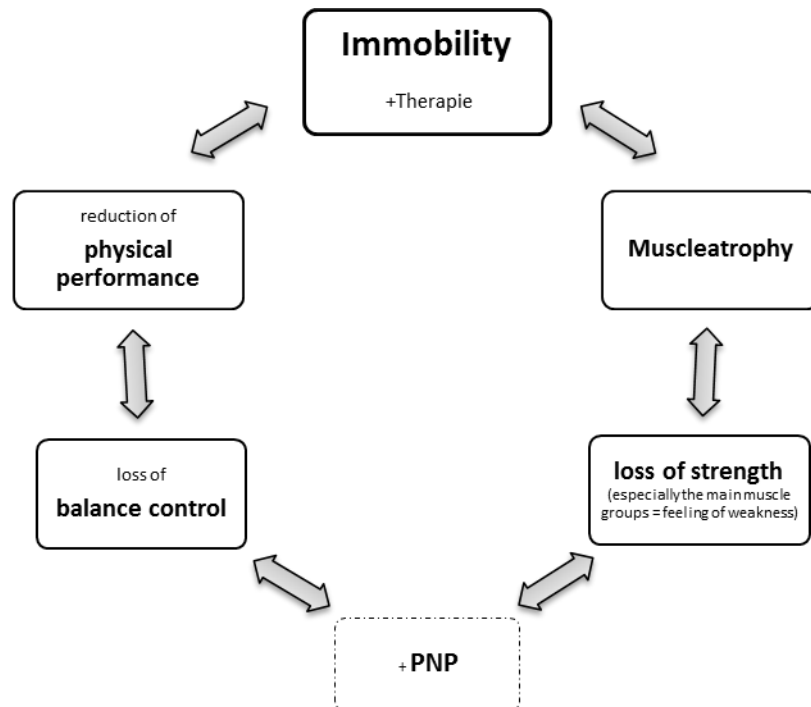 Immobility
+Therapie
reduction of
physical
performance
Muscleatrophy
loss of
balance control
loss of strength
(especially the main muscle
groups = feeling of weakness)
+ PNP